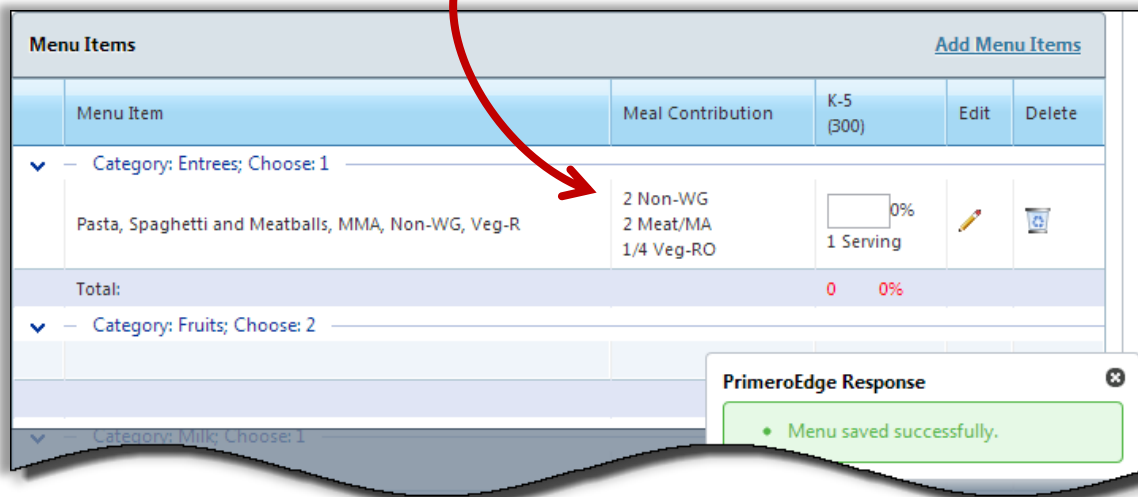 Menu Items Add Menu Items
Menu Item Meal Contribution K-5 (300) Edit Delete
– Category: Entrees; Choose: 1
Pasta, Spaghetti and Meatballs, MMA, Non-WG, Veg-R
2 Non-WG
2 Meat/MA
1/4 Veg-RO
0%
1 Serving
Total: 0 0%
– Category: Fruits; Choose: 2
PrimeroEdge Response
• Menu saved successfully.
– Category: Milk; Choose: 1